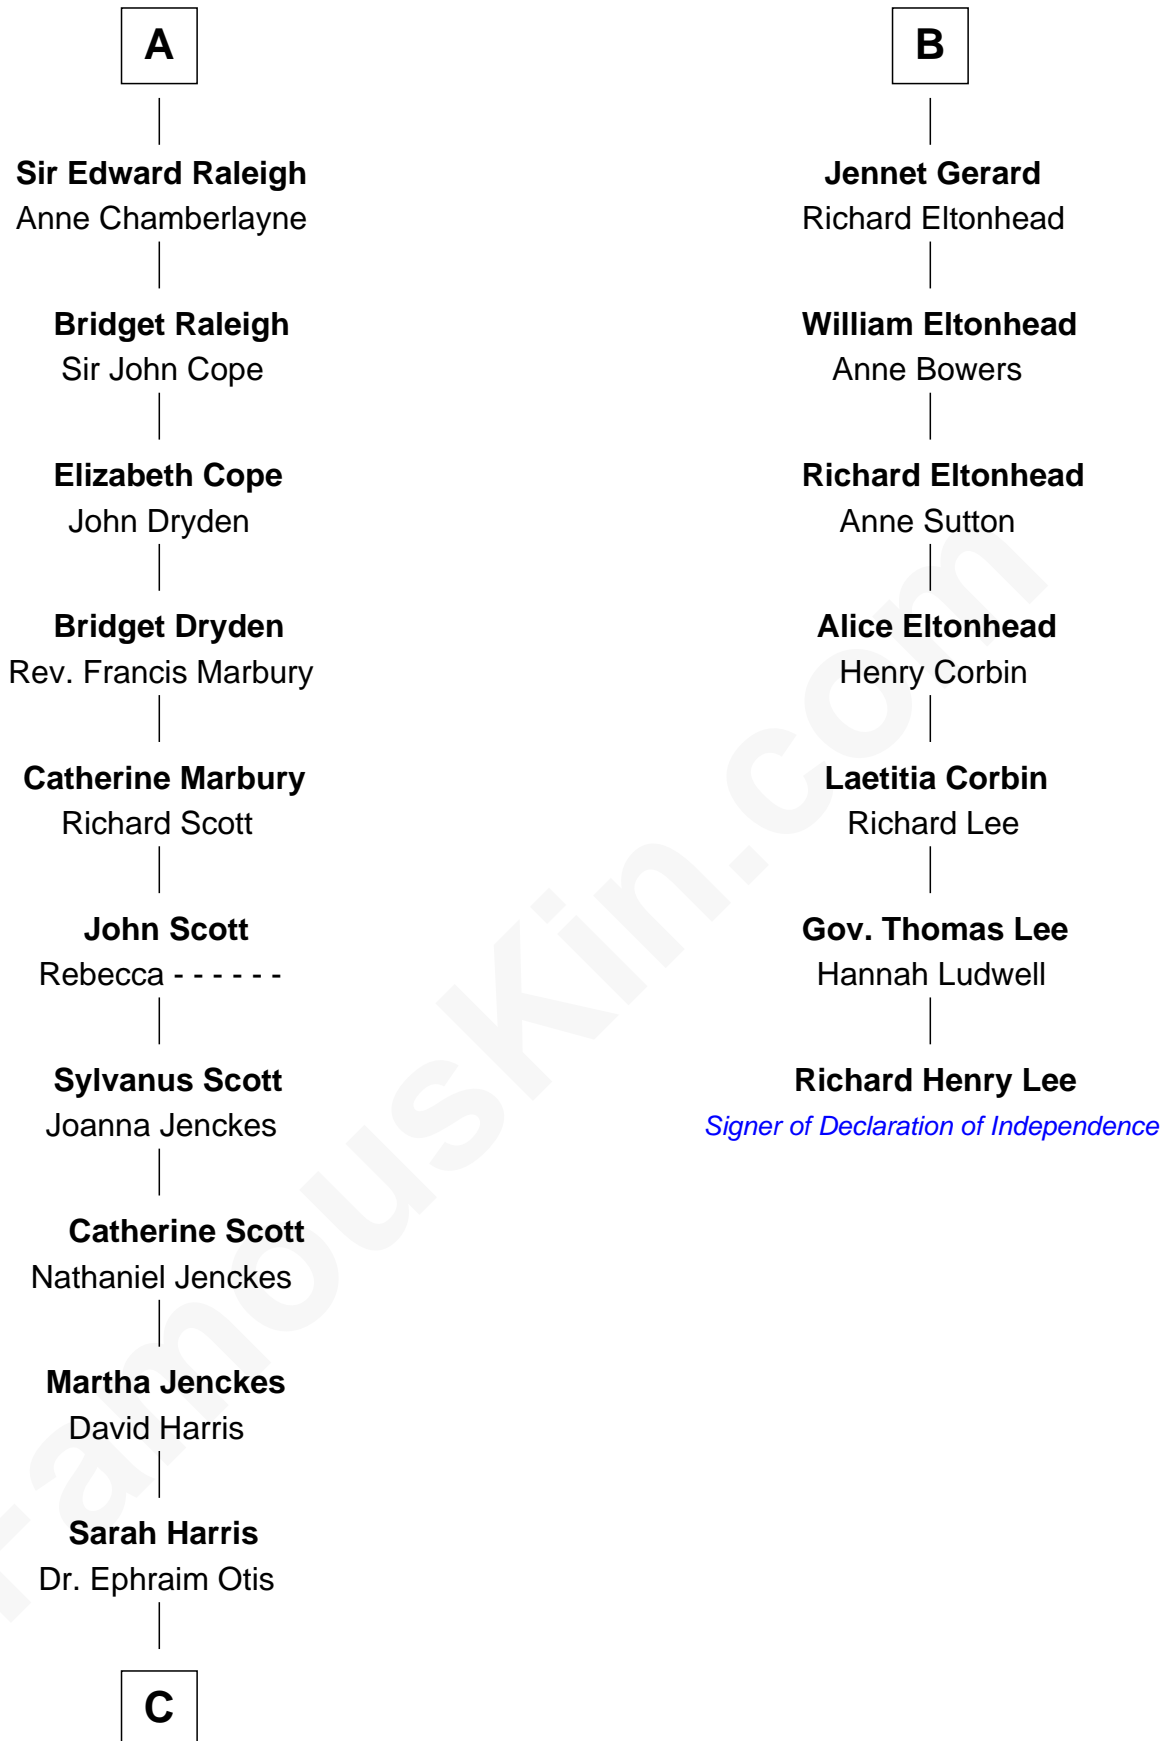 A
Sir Edward Raleigh
Anne Chamberlayne
Bridget Raleigh
Sir John Cope
Elizabeth Cope
John Dryden
Bridget Dryden
Rev. Francis Marbury
Catherine Marbury
Richard Scott
John Scott
Rebecca - - - - - -
Sylvanus Scott
Joanna Jenckes
Catherine Scott
Nathaniel Jenckes
Martha Jenckes
David Harris
Sarah Harris
Dr. Ephraim Otis
C
B
Jennet Gerard
Richard Eltonhead
William Eltonhead
Anne Bowers
Richard Eltonhead
Anne Sutton
Alice Eltonhead
Henry Corbin
Laetitia Corbin
Richard Lee
Gov. Thomas Lee
Hannah Ludwell
Richard Henry Lee
Signer of Declaration of Independence
FamousKin.com